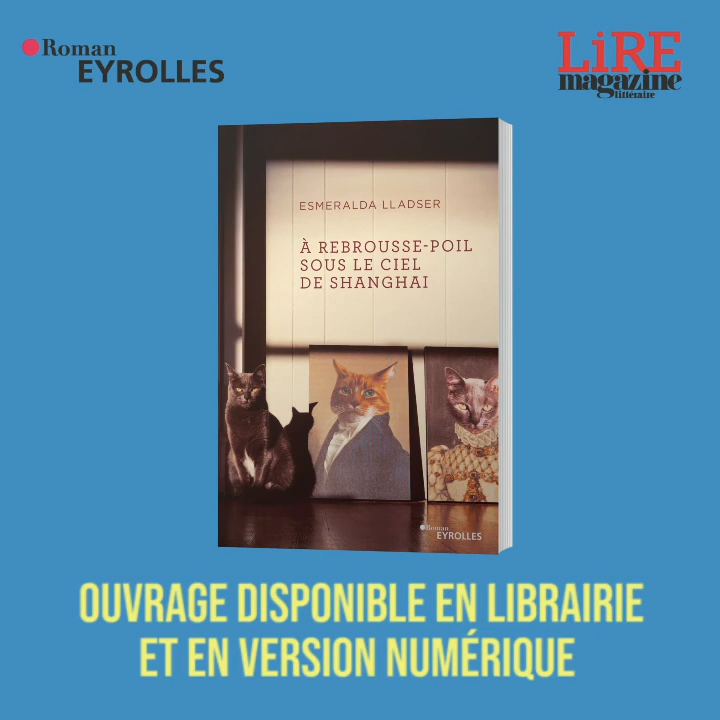 Roman
EYROLLES
LiRE
magazine
littéraire
ESMERALDA LLADSER
À REBROUSSE-POIL
SOUS LE CIEL
DE SHANGHAI
Roman
EYROLLES
OUVRAGE DISPONIBLE EN LIBRAIRIE
ET EN VERSION NUMÉRIQUE